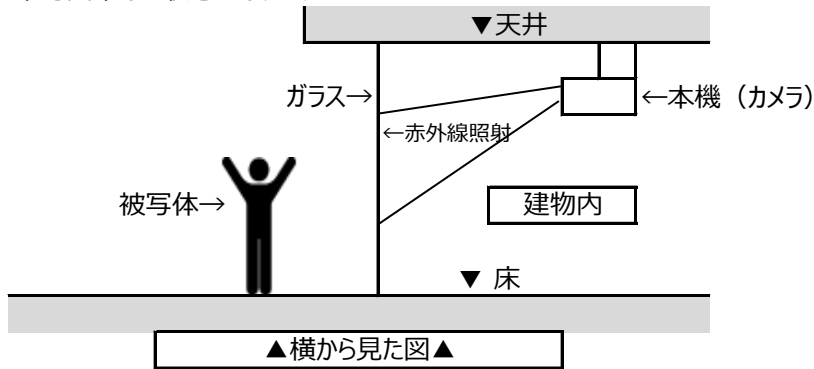 ▼天井
ガラス→
←本機（カメラ）
←赤外線照射
被写体→
建物内
▼ 床
▲横から見た図▲